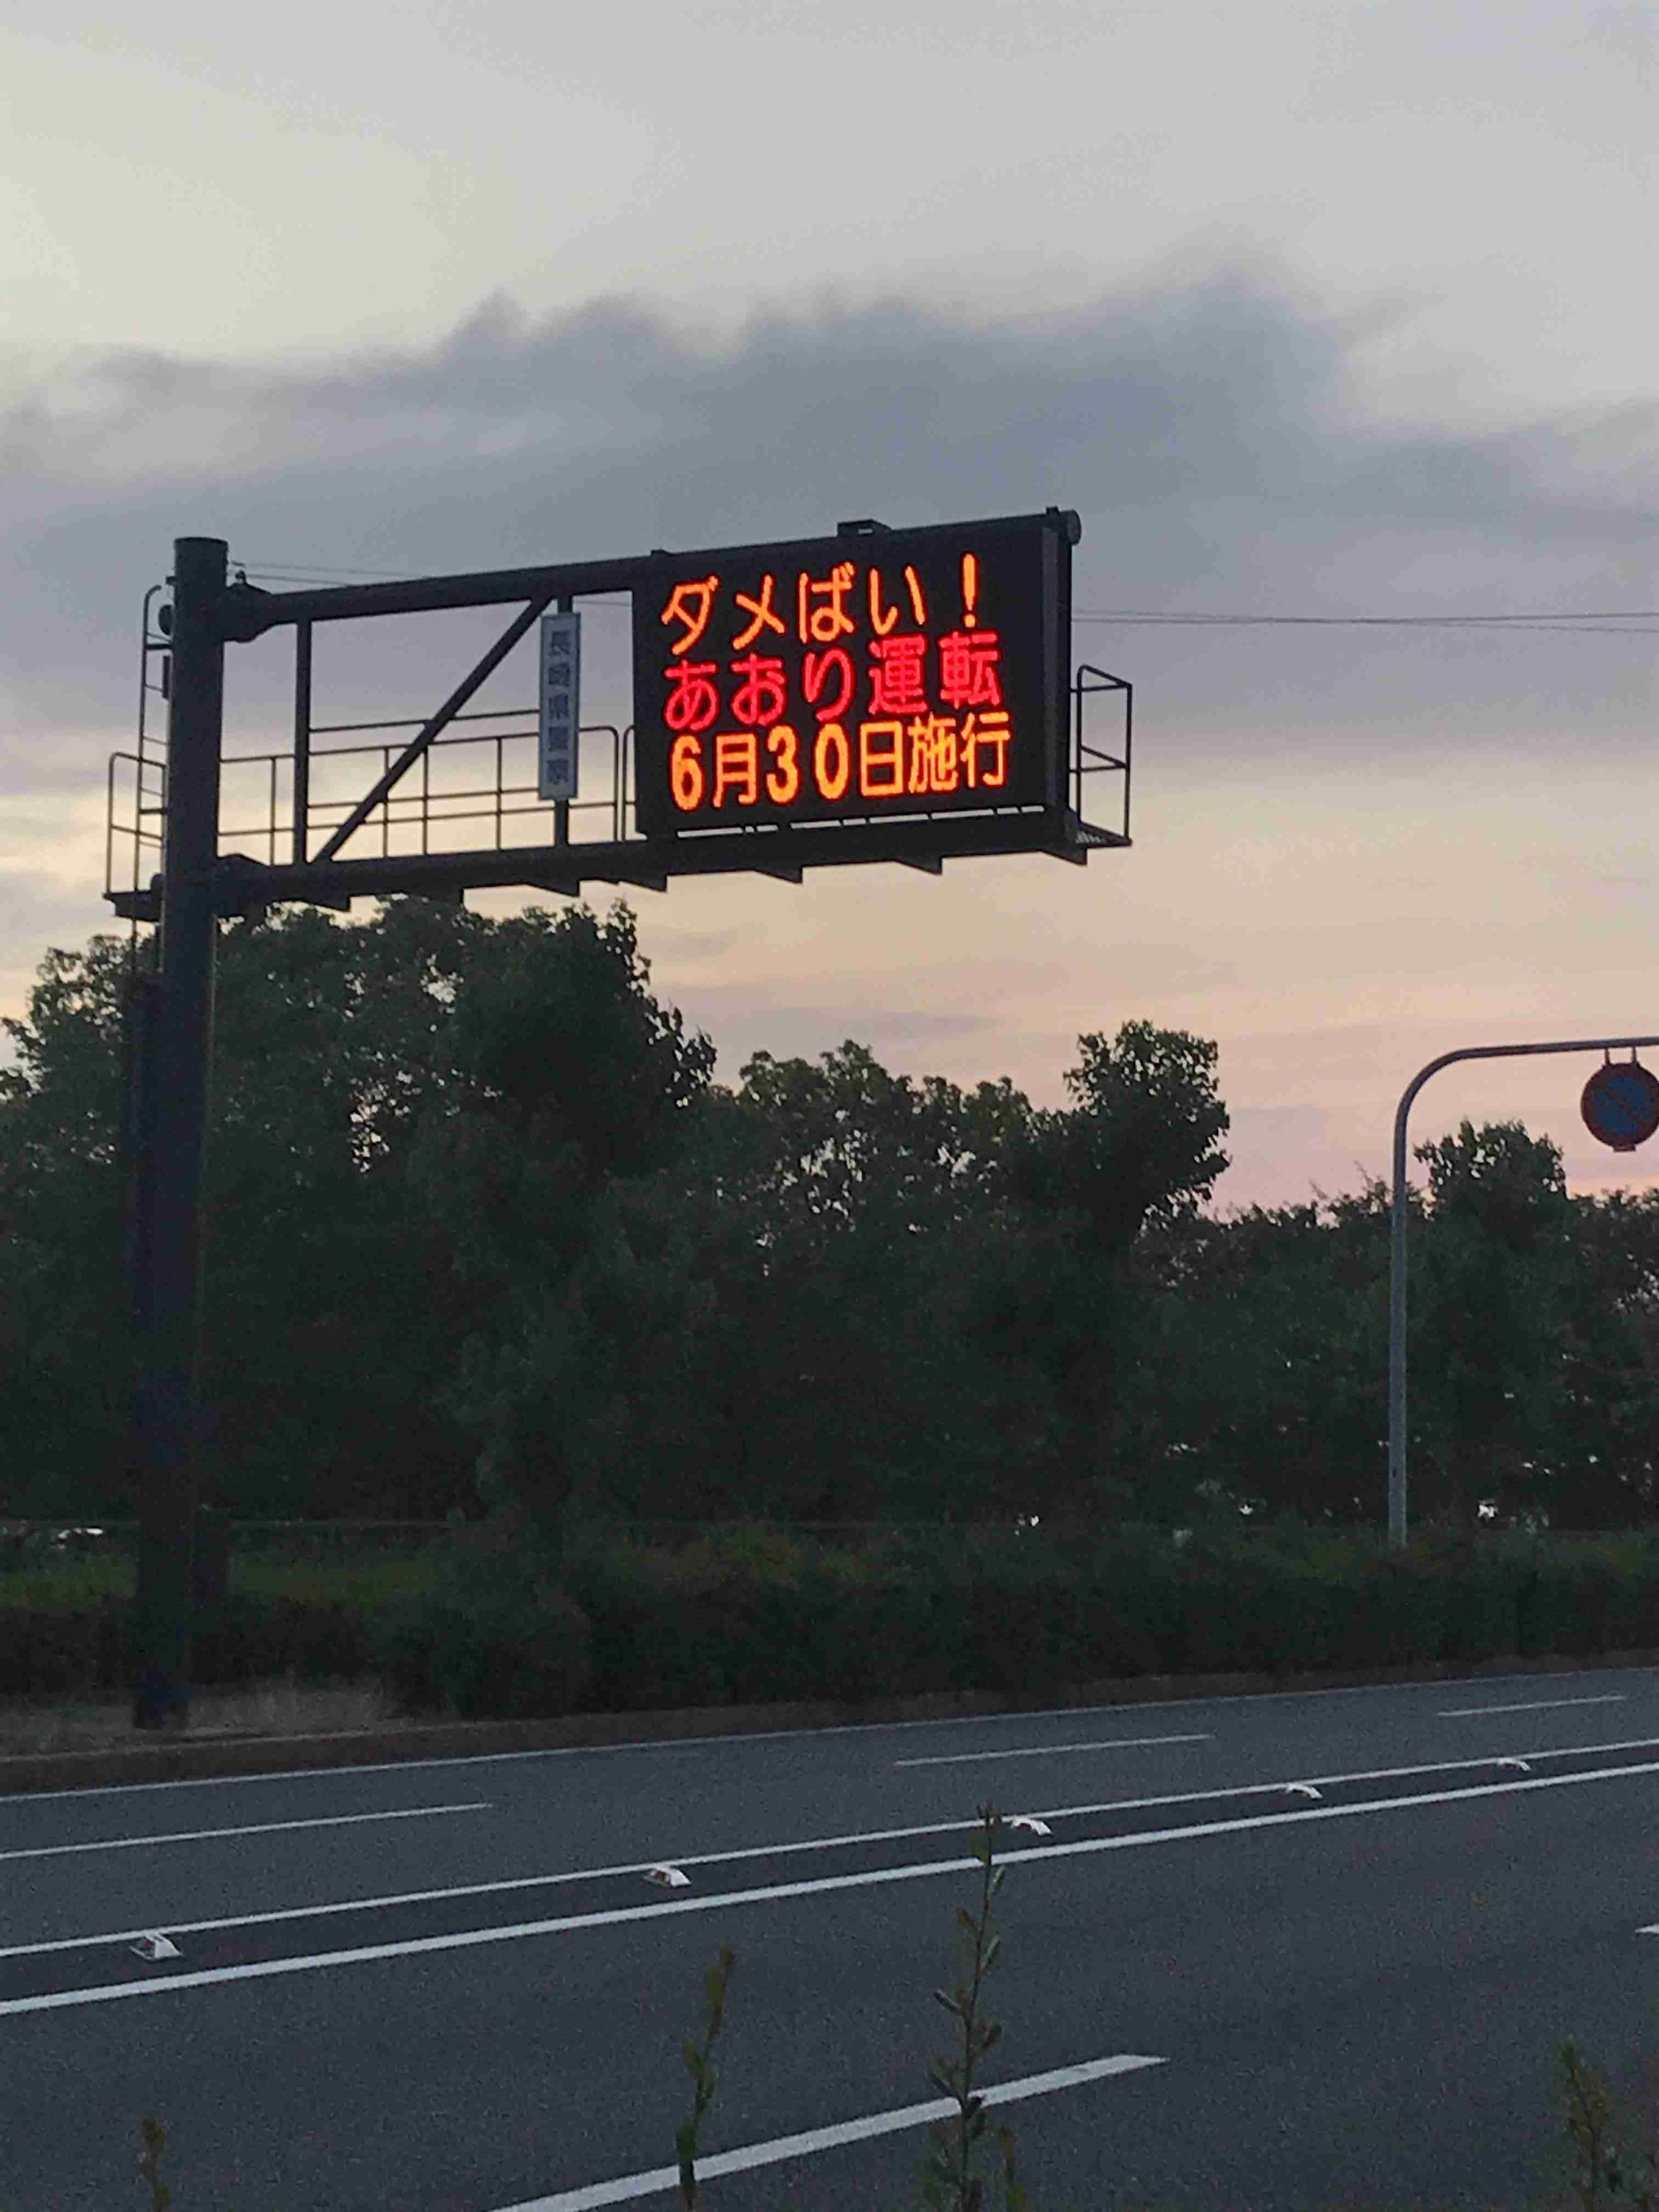 長崎県警察
ダメばい！
あおり運転
6月30日施行